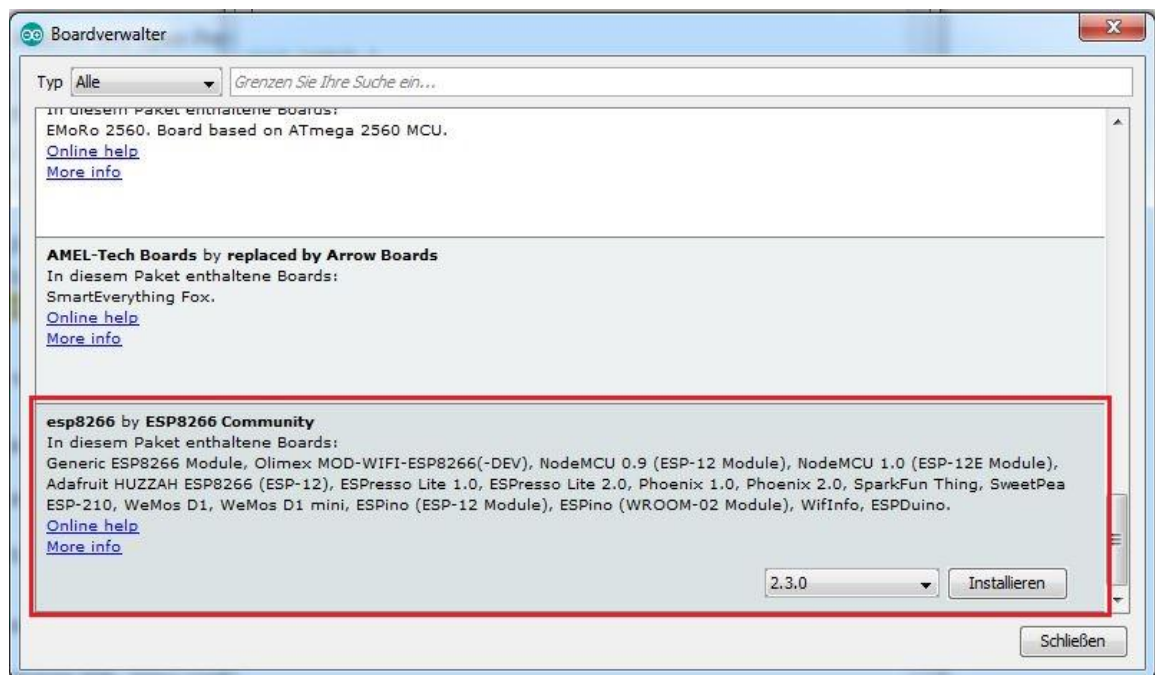 Boardverwalter
Typ Alle Grenzen Sie Ihre Suche ein...
In diesem Paket enthaltene Boards:
EMoRo 2560. Board based on ATmega 2560 MCU.
Online help
More info
AMEL-Tech Boards by replaced by Arrow Boards
In diesem Paket enthaltene Boards:
SmartEverything Fox.
Online help
More info
esp8266 by ESP8266 Community
In diesem Paket enthaltene Boards:
Generic ESP8266 Module, Olimex MOD-WIFI-ESP8266(-DEV), NodeMCU 0.9 (ESP-12 Module), NodeMCU 1.0 (ESP-12E Module),
Adafruit HUZZAH ESP8266 (ESP-12), ESPresso Lite 1.0, ESPresso Lite 2.0, Phoenix 1.0, Phoenix 2.0, SparkFun Thing, SweetPea
ESP-210, WeMos D1, WeMos D1 mini, ESPino (ESP-12 Module), ESPino (WROOM-02 Module), WifInfo, ESPDuino.
Online help
More info
2.3.0 Installieren
Schließen